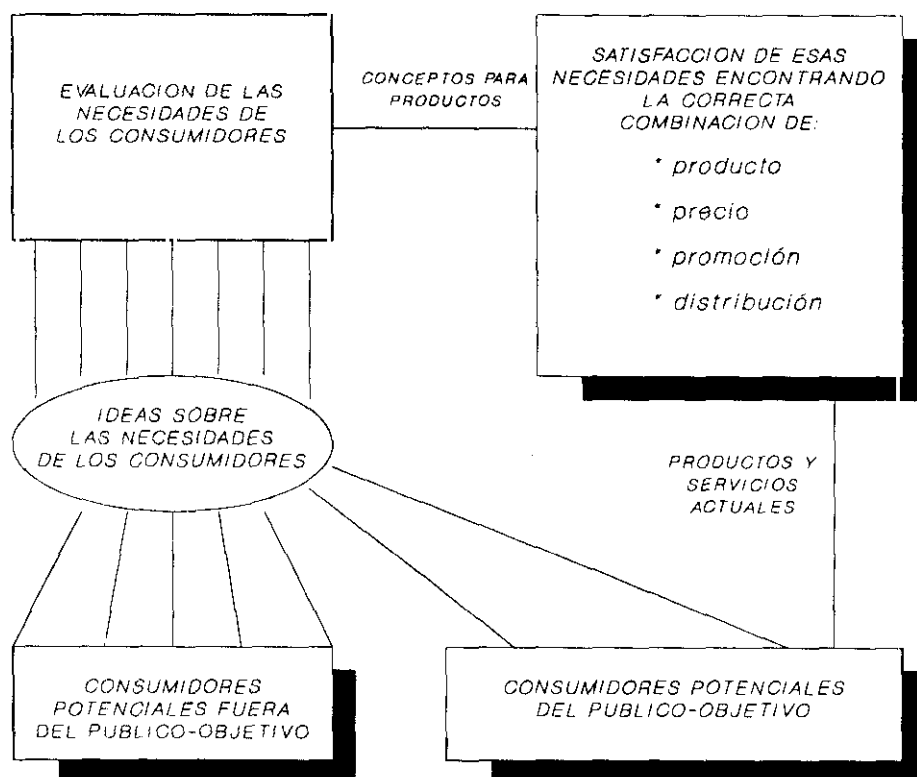 EVALUACION DE LAS
NECESIDADES DE
LOS CONSUMIDORES
CONCEPTOS PARA
PRODUCTOS
SATISFACCION DE ESAS
NECESIDADES ENCONTRANDO
LA CORRECTA
COMBINACION DE:
* producto
* precio
* promoción
* distribución
IDEAS SOBRE
LAS NECESIDADES
DE LOS CONSUMIDORES
PRODUCTOS Y
SERVICIOS
ACTUALES
CONSUMIDORES
POTENCIALES FUERA
DEL PUBLICO-OBJETIVO
CONSUMIDORES POTENCIALES
DEL PUBLICO-OBJETIVO